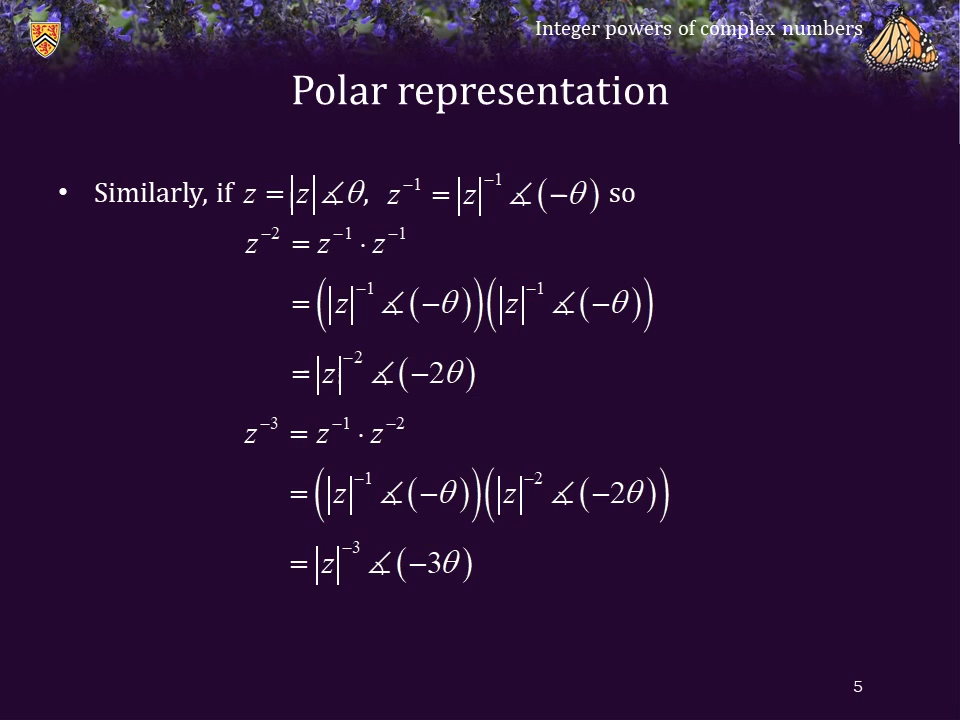 Integer powers of complex numbers
Polar representation
• Similarly, if z = |z|∡θ, z⁻¹ = |z|⁻¹∡(−θ) so
z⁻² = z⁻¹ · z⁻¹
= (|z|⁻¹∡(−θ))(|z|⁻¹∡(−θ))
= |z|⁻²∡(−2θ)
z⁻³ = z⁻¹ · z⁻²
= (|z|⁻¹∡(−θ))(|z|⁻²∡(−2θ))
= |z|⁻³∡(−3θ)
5